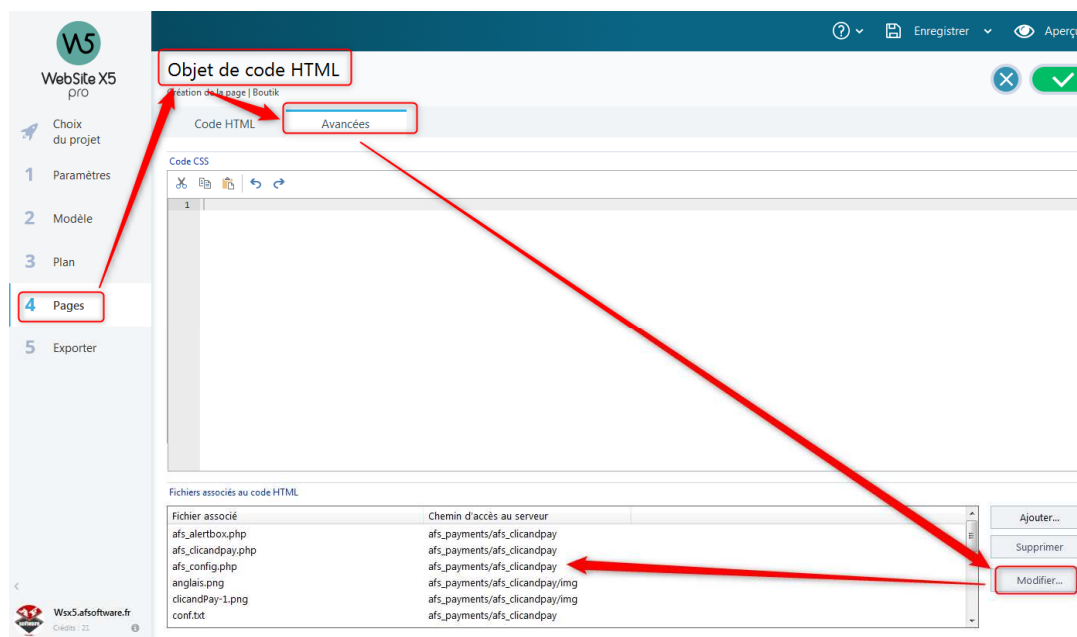 Enregistrer
Aperçu
W5
WebSite X5
pro
Objet de code HTML
Création de la page | Boutik
Choix
du projet
1 Paramètres
2 Modèle
3 Plan
4 Pages
5 Exporter
Code HTML
Avancées
Code CSS
1
Fichiers associés au code HTML
Fichier associé Chemin d'accès au serveur
afs_alertbox.php afs_payments/afs_clicandpay
afs_clicandpay.php afs_payments/afs_clicandpay
afs_config.php afs_payments/afs_clicandpay
anglais.png afs_payments/afs_clicandpay/img
clicandPay-1.png afs_payments/afs_clicandpay/img
conf.txt afs_payments/afs_clicandpay
Ajouter...
Supprimer
Modifier...
Wsx5.afsoftware.fr
Crédits : 21